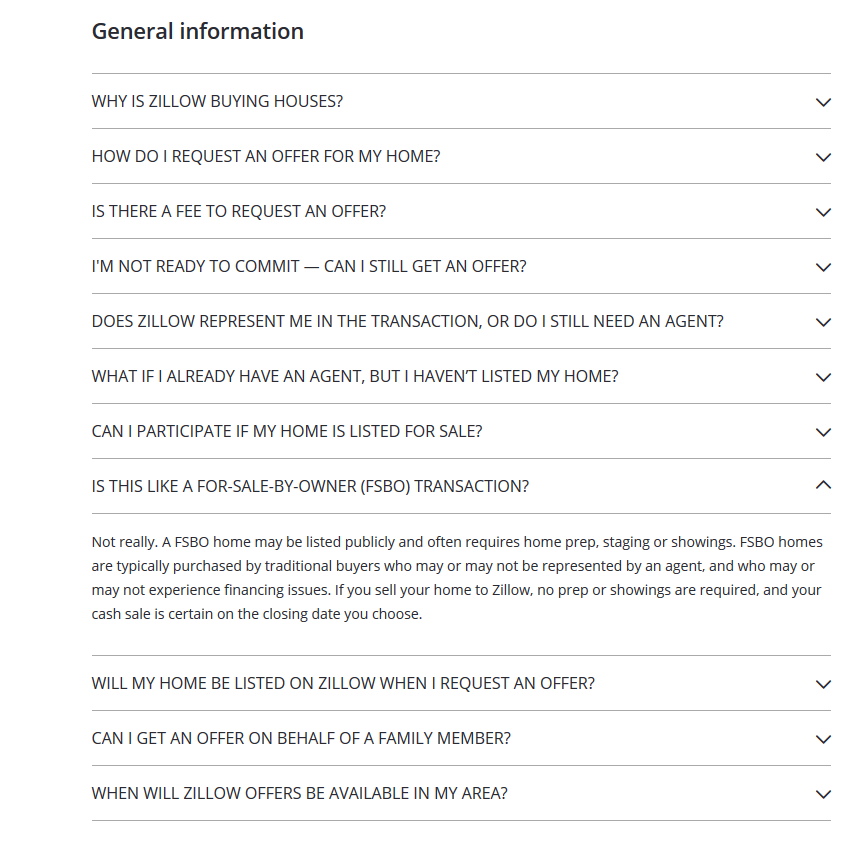 General information
WHY IS ZILLOW BUYING HOUSES?
HOW DO I REQUEST AN OFFER FOR MY HOME?
IS THERE A FEE TO REQUEST AN OFFER?
I'M NOT READY TO COMMIT — CAN I STILL GET AN OFFER?
DOES ZILLOW REPRESENT ME IN THE TRANSACTION, OR DO I STILL NEED AN AGENT?
WHAT IF I ALREADY HAVE AN AGENT, BUT I HAVEN’T LISTED MY HOME?
CAN I PARTICIPATE IF MY HOME IS LISTED FOR SALE?
IS THIS LIKE A FOR-SALE-BY-OWNER (FSBO) TRANSACTION?
Not really. A FSBO home may be listed publicly and often requires home prep, staging or showings. FSBO homes
are typically purchased by traditional buyers who may or may not be represented by an agent, and who may or
may not experience financing issues. If you sell your home to Zillow, no prep or showings are required, and your
cash sale is certain on the closing date you choose.
WILL MY HOME BE LISTED ON ZILLOW WHEN I REQUEST AN OFFER?
CAN I GET AN OFFER ON BEHALF OF A FAMILY MEMBER?
WHEN WILL ZILLOW OFFERS BE AVAILABLE IN MY AREA?